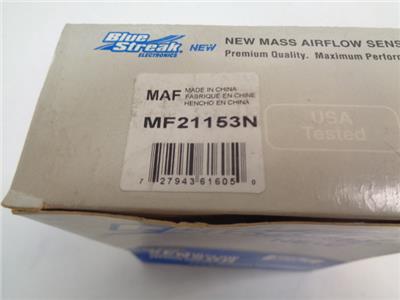 Blue Streak ELECTRONICS NEW
NEW MASS AIRFLOW SENS
Premium Quality. Maximum Perfor
MAF MADE IN CHINA
FABRIQUE EN CHINE
HENCHO EN CHINA
MF21153N
7 27943 61605 0
USA
Tested